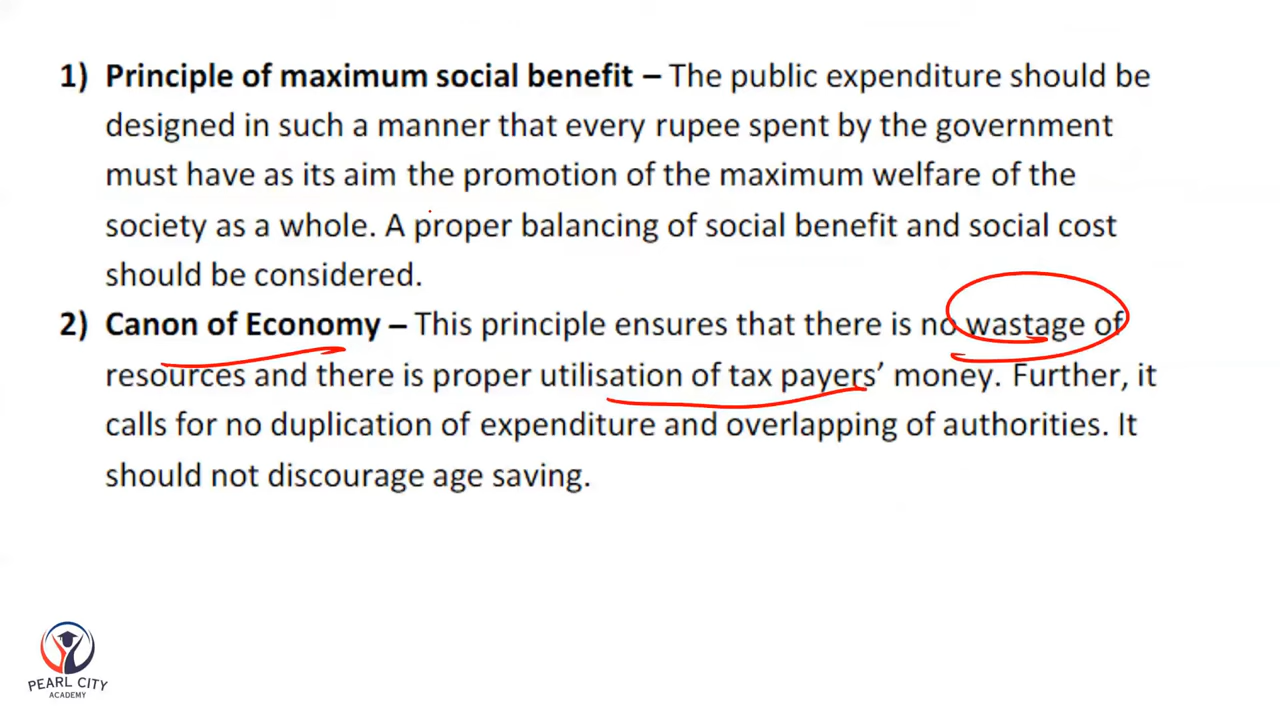 1) Principle of maximum social benefit – The public expenditure should be
designed in such a manner that every rupee spent by the government
must have as its aim the promotion of the maximum welfare of the
society as a whole. A proper balancing of social benefit and social cost
should be considered.
2) Canon of Economy – This principle ensures that there is no wastage of
resources and there is proper utilisation of tax payers’ money. Further, it
calls for no duplication of expenditure and overlapping of authorities. It
should not discourage age saving.
PEARL CITY
ACADEMY